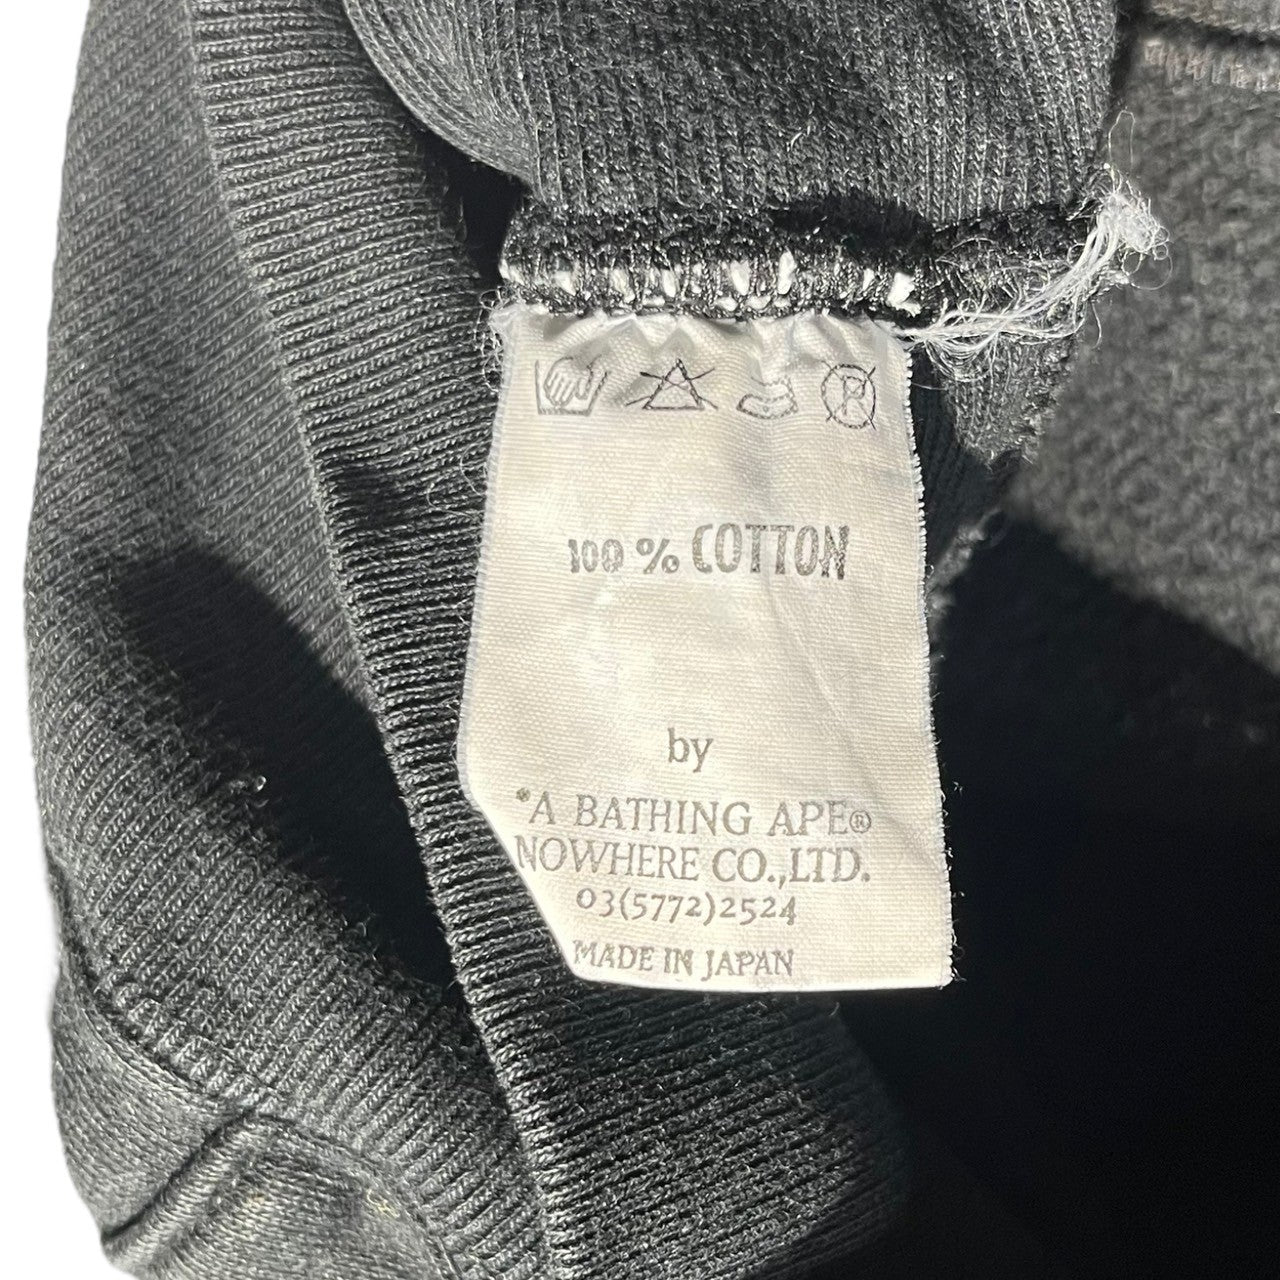 P
100 % COTTON
by
*A BATHING APE®
NOWHERE CO.,LTD.
03(5772)2524
MADE IN JAPAN